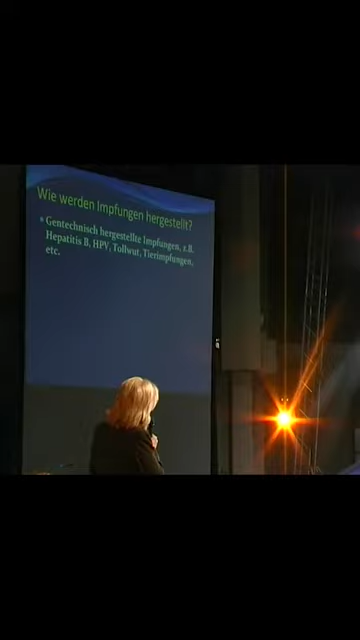 Wie werden Impfungen hergestellt?
* Gentechnisch hergestellte Impfungen, z.B.
Hepatitis B, HPV, Tollwut, Tierimpfungen,
etc.